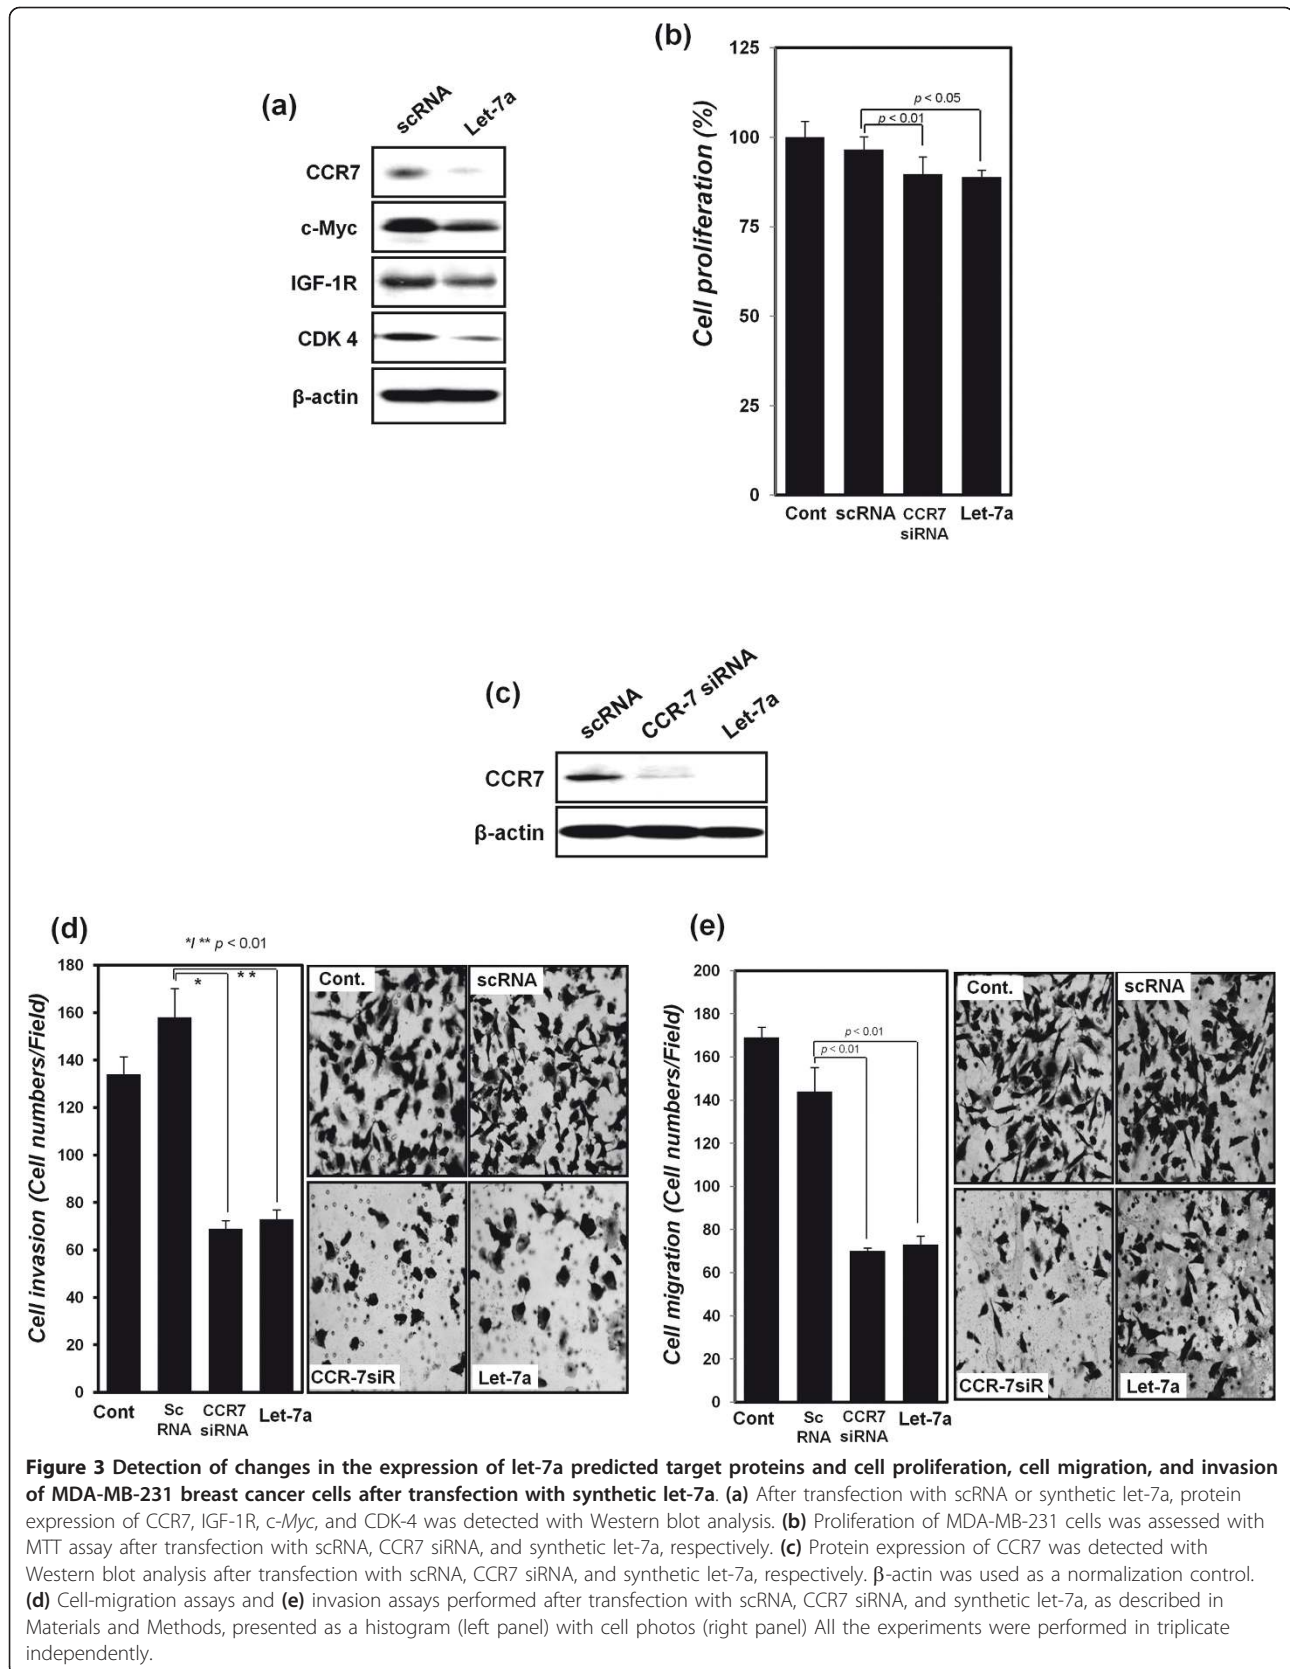 (a)
scRNA Let-7a
CCR7
c-Myc
IGF-1R
CDK 4
β-actin
(b)
Cell proliferation (%)
125
100
75
50
25
0
p < 0.05
p < 0.01
Cont scRNA CCR7 siRNA Let-7a
(c)
scRNA CCR-7 siRNA Let-7a
CCR7
β-actin
(d)
*/ ** p < 0.01
* **
Cell invasion (Cell numbers/Field)
180
160
140
120
100
80
60
40
20
0
Cont Sc RNA CCR7 siRNA Let-7a
Cont. scRNA
CCR-7siR Let-7a
(e)
Cell migration (Cell numbers/Field)
200
180
160
140
120
100
80
60
40
20
0
p < 0.01
p < 0.01
Cont Sc RNA CCR7 siRNA Let-7a
Cont. scRNA
CCR-7siR Let-7a
Figure 3 Detection of changes in the expression of let-7a predicted target proteins and cell proliferation, cell migration, and invasion
of MDA-MB-231 breast cancer cells after transfection with synthetic let-7a. (a) After transfection with scRNA or synthetic let-7a, protein
expression of CCR7, IGF-1R, c-Myc, and CDK-4 was detected with Western blot analysis. (b) Proliferation of MDA-MB-231 cells was assessed with
MTT assay after transfection with scRNA, CCR7 siRNA, and synthetic let-7a, respectively. (c) Protein expression of CCR7 was detected with
Western blot analysis after transfection with scRNA, CCR7 siRNA, and synthetic let-7a, respectively. β-actin was used as a normalization control.
(d) Cell-migration assays and (e) invasion assays performed after transfection with scRNA, CCR7 siRNA, and synthetic let-7a, as described in
Materials and Methods, presented as a histogram (left panel) with cell photos (right panel) All the experiments were performed in triplicate
independently.